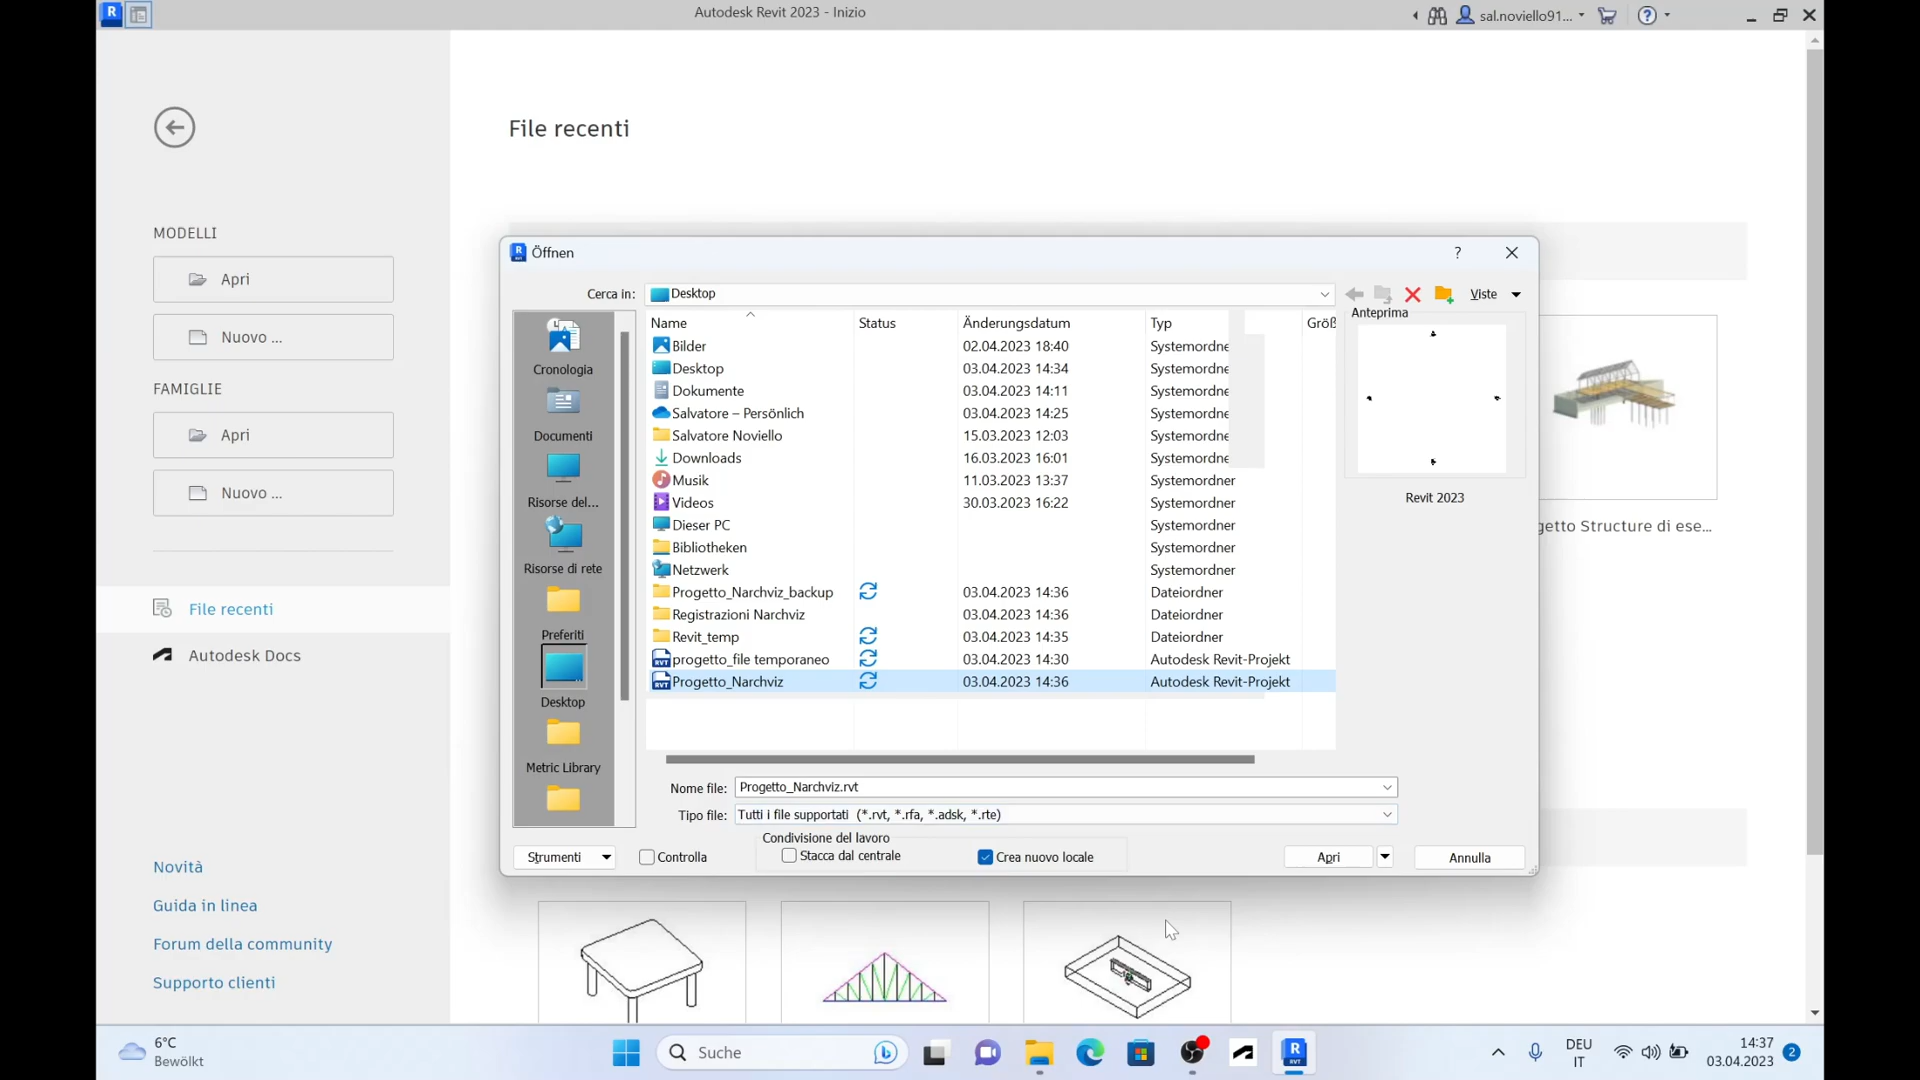 Autodesk Revit 2023 - Inizio
sal.noviello91...
File recenti
MODELLI
Apri
Nuovo ...
FAMIGLIE
Apri
Nuovo ...
File recenti
Autodesk Docs
Novità
Guida in linea
Forum della community
Supporto clienti
Öffnen
?
Cerca in: Desktop
Viste
Cronologia
Documenti
Risorse del...
Risorse di rete
Preferiti
Desktop
Metric Library
Name Status Änderungsdatum Typ Größ
Bilder 02.04.2023 18:40 Systemordne
Desktop 03.04.2023 14:34 Systemordne
Dokumente 03.04.2023 14:11 Systemordne
Salvatore – Persönlich 03.04.2023 14:25 Systemordne
Salvatore Noviello 15.03.2023 12:03 Systemordne
Downloads 16.03.2023 16:01 Systemordne
Musik 11.03.2023 13:37 Systemordner
Videos 30.03.2023 16:22 Systemordner
Dieser PC Systemordner
Bibliotheken Systemordner
Netzwerk Systemordner
Progetto_Narchviz_backup 03.04.2023 14:36 Dateiordner
Registrazioni Narchviz 03.04.2023 14:36 Dateiordner
Revit_temp 03.04.2023 14:35 Dateiordner
progetto_file temporaneo 03.04.2023 14:30 Autodesk Revit-Projekt
Progetto_Narchviz 03.04.2023 14:36 Autodesk Revit-Projekt
Anteprima
Revit 2023
Nome file: Progetto_Narchviz.rvt
Tipo file: Tutti i file supportati (*.rvt, *.rfa, *.adsk, *.rte)
Condivisione del lavoro
Strumenti
Controlla
Stacca dal centrale
Crea nuovo locale
Apri
Annulla
getto Structure di ese...
6°C
Bewölkt
Suche
DEU
IT
14:37
03.04.2023
2